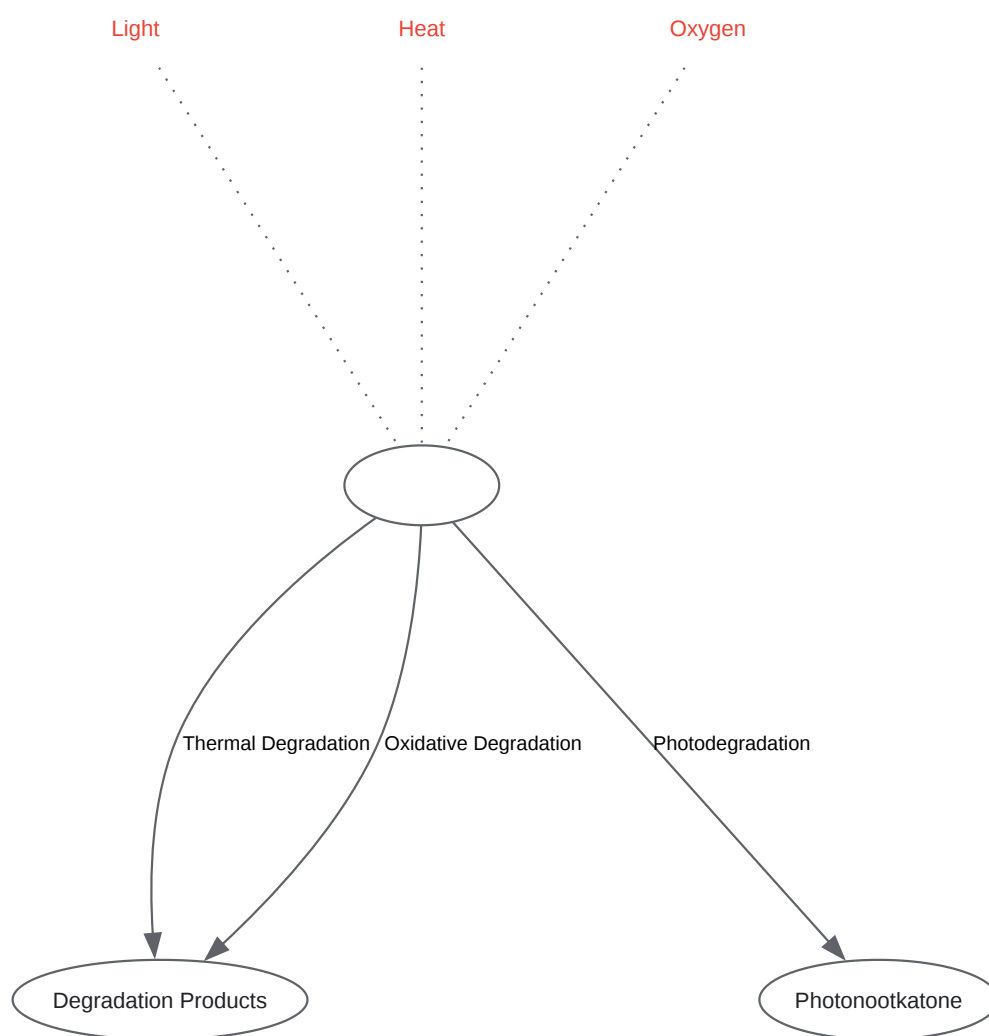 Light
Heat
Oxygen
Thermal Degradation
Oxidative Degradation
Photodegradation
Degradation Products
Photonootkatone